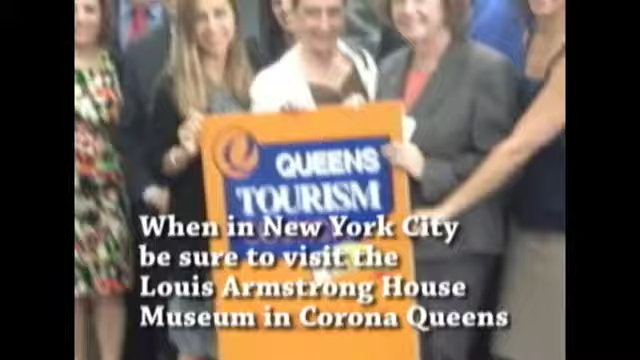 QUEENS
TOURISM
When in New York City
be sure to visit the
Louis Armstrong House
Museum in Corona Queens